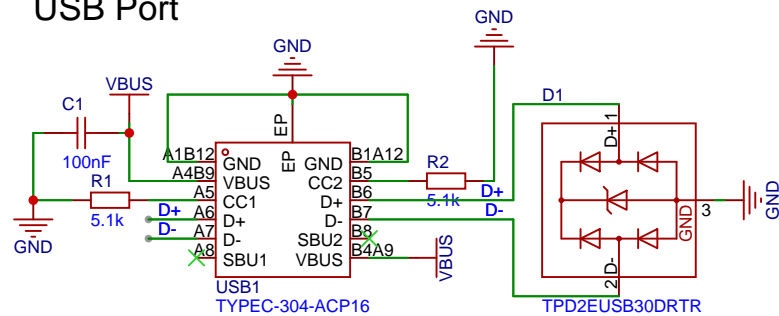 USB Port
GND
GND
VBUS
C1
100nF
R1
5.1k
GND
EP
EP
A1B12
GND
GND
B1A12
A4B9
VBUS
CC2
B5
R2
5.1k
A5
CC1
D+
B6
D+
D+
A6
D+
D-
B7
D-
D-
A7
D-
SBU2
B8
A8
SBU1
VBUS
B4A9
VBUS
USB1
TYPEC-304-ACP16
D1
D+
1
GND
3
GND
2
D-
TPD2EUSB30DRTR